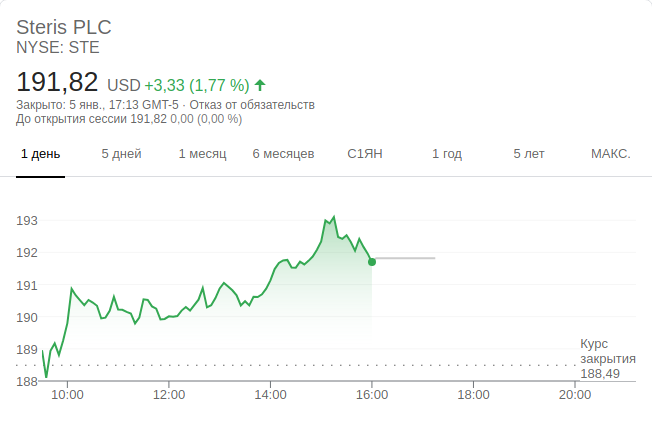 Steris PLC
NYSE: STE
191,82 USD +3,33 (1,77 %)
Закрыто: 5 янв., 17:13 GMT-5 · Отказ от обязательств
До открытия сессии 191,82 0,00 (0,00 %)
1 день 5 дней 1 месяц 6 месяцев С1ЯН 1 год 5 лет МАКС.
193
192
191
190
189
188
Курс
закрытия
188,49
10:00 12:00 14:00 16:00 18:00 20:00